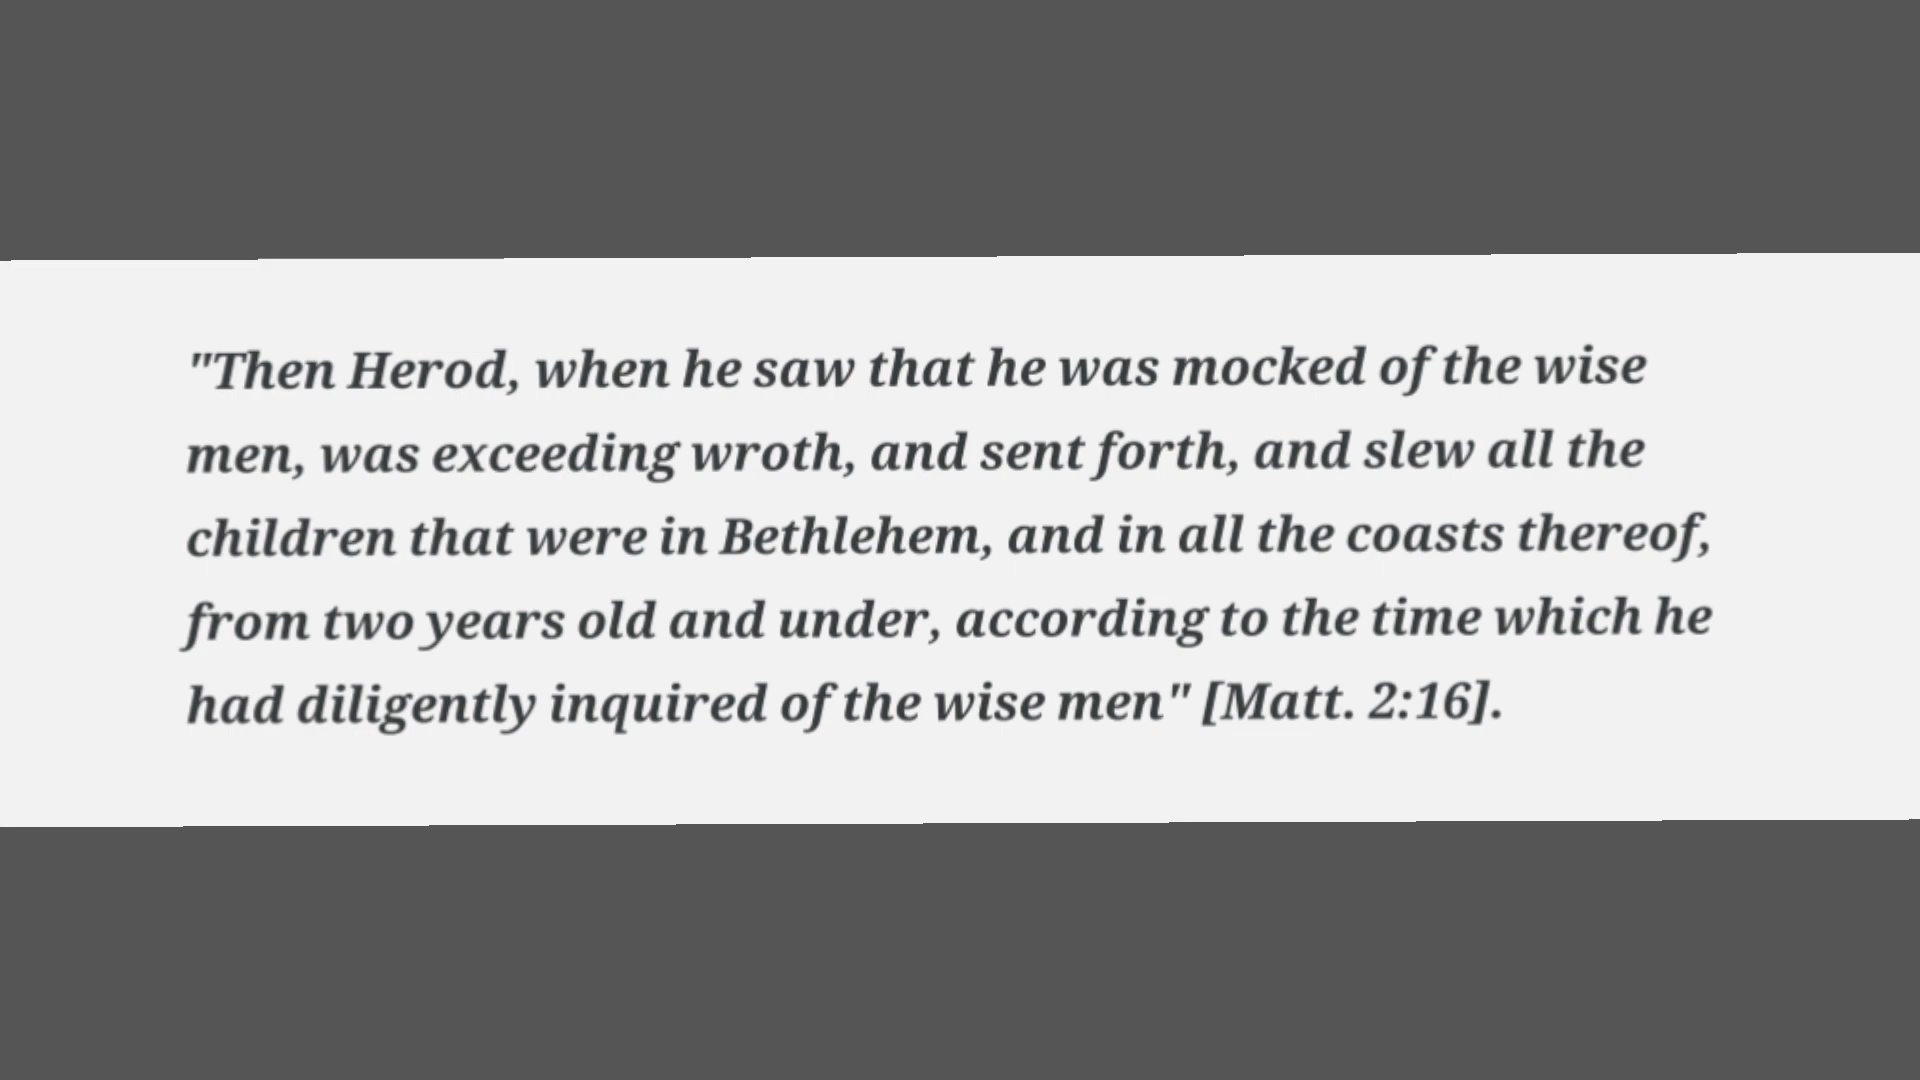 "Then Herod, when he saw that he was mocked of the wise
men, was exceeding wroth, and sent forth, and slew all the
children that were in Bethlehem, and in all the coasts thereof,
from two years old and under, according to the time which he
had diligently inquired of the wise men" [Matt. 2:16].